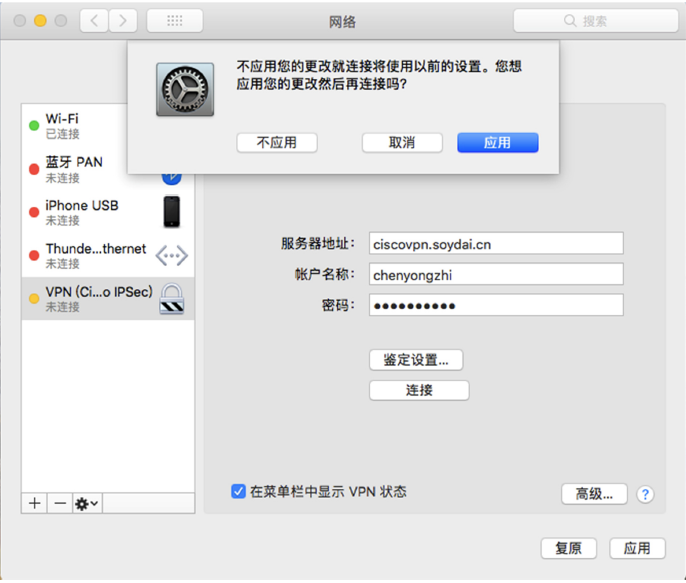 网络
搜索
不应用您的更改就连接将使用以前的设置。您想
应用您的更改然后再连接吗?
不应用
取消
应用
Wi-Fi
已连接
蓝牙 PAN
未连接
iPhone USB
未连接
Thunde...thernet
未连接
VPN (Ci...o IPSec)
未连接
服务器地址:
ciscovpn.soydai.cn
帐户名称:
chenyongzhi
密码:
••••••••••
鉴定设置...
连接
在菜单栏中显示 VPN 状态
高级...
?
复原
应用